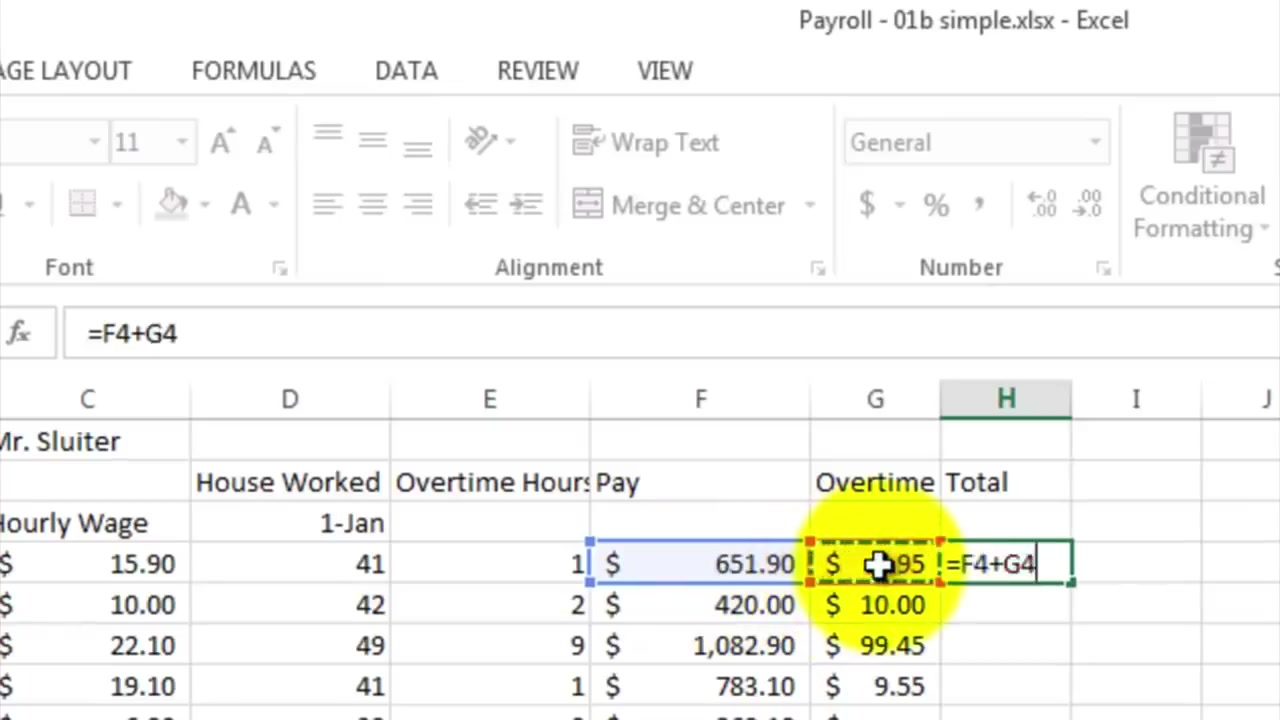 Payroll - 01b simple.xlsx - Excel
AGE LAYOUT FORMULAS DATA REVIEW VIEW
11 A A Wrap Text General
A Merge & Center $ % , ←.0 .00 .00 →.0 Conditional Formatting
Font Alignment Number
fx =F4+G4
C D E F G H I J
Mr. Sluiter
House Worked Overtime Hours Pay Overtime Total
Hourly Wage 1-Jan
$ 15.90 41 1 $ 651.90 $ 95 =F4+G4
$ 10.00 42 2 $ 420.00 $ 10.00
$ 22.10 49 9 $ 1,082.90 $ 99.45
$ 19.10 41 1 $ 783.10 $ 9.55